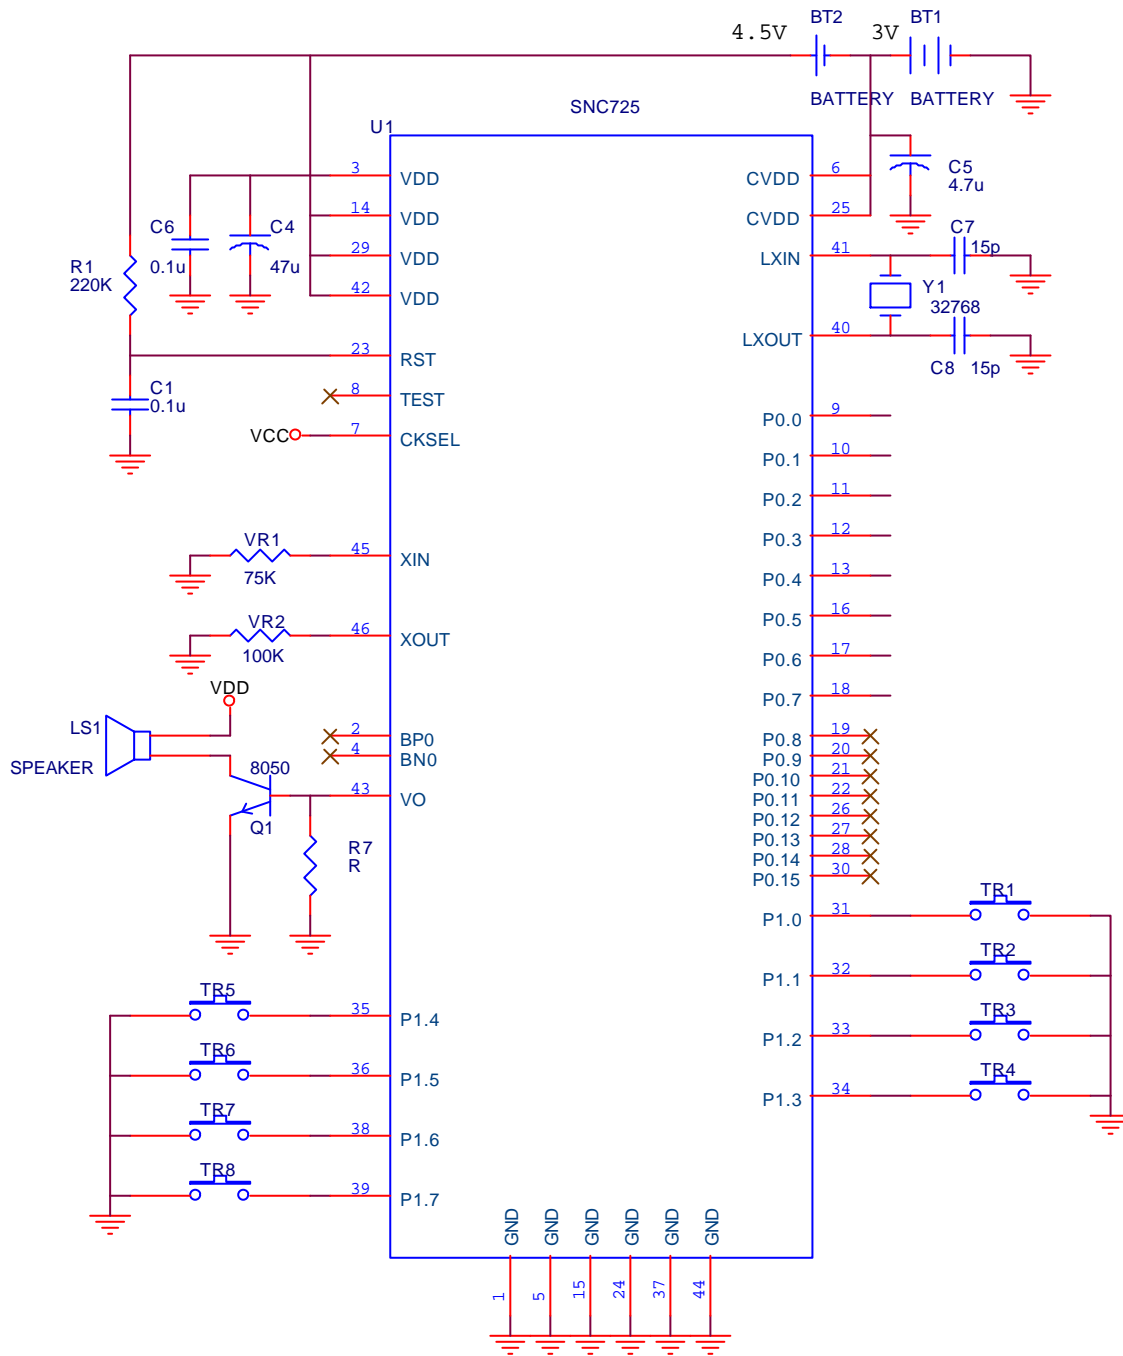 BT2 BT1
4.5V 3V
BATTERY BATTERY
SNC725
U1
3 VDD CVDD 6
C5
4.7u
14 VDD CVDD 25
C6 C4 C7
0.1u 47u 15p
29 VDD LXIN 41
R1
220K
42 VDD
Y1
32768
23 RST LXOUT 40
C8 15p
C1
0.1u
8 TEST
P0.0 9
VCC 7 CKSEL
P0.1 10
P0.2 11
P0.3 12
VR1
75K
45 XIN
P0.4 13
P0.5 16
VR2
100K
46 XOUT
P0.6 17
VDD
P0.7 18
LS1
SPEAKER
2 BP0
P0.8 19
4 BN0
P0.9 20
8050
P0.10 21
43 VO
P0.11 22
Q1
P0.12 26
P0.13 27
R7
R
P0.14 28
P0.15 30
TR1
P1.0 31
TR2
P1.1 32
TR5
35 P1.4
TR3
P1.2 33
TR6
36 P1.5
TR4
P1.3 34
TR7
38 P1.6
TR8
39 P1.7
GND GND GND GND GND GND
1 5 15 24 37 44